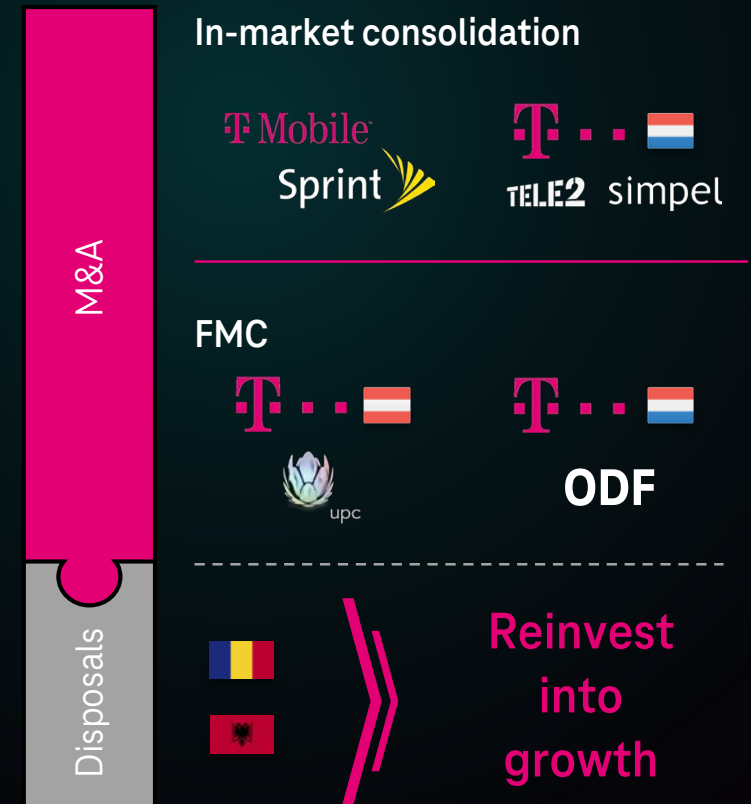 In-market consolidation
T Mobile
Sprint
T
TELE2 simpel
M&A
FMC
T
T
upc
ODF
Disposals
Reinvest
into
growth